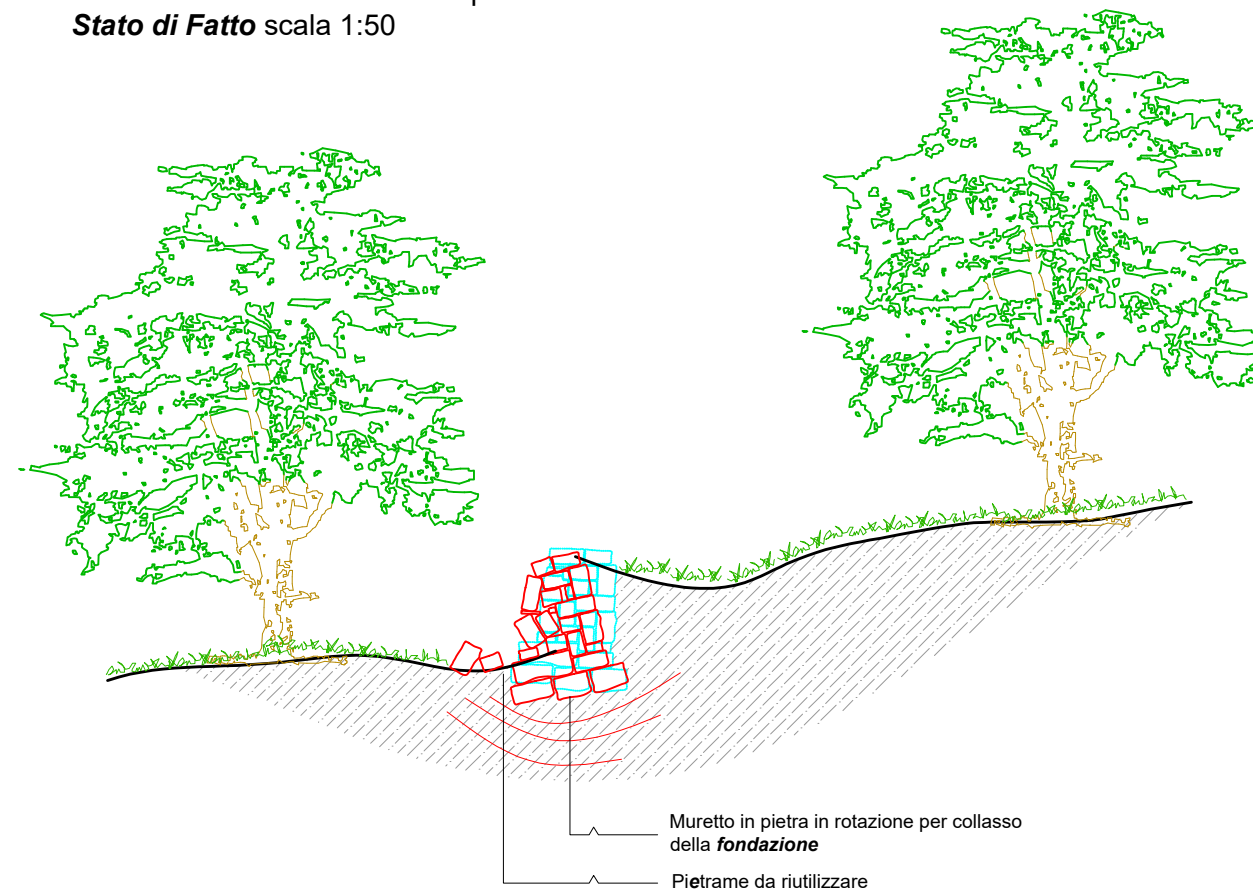 Stato di Fatto scala 1:50
Muretto in pietra in rotazione per collasso
della fondazione
Pietrame da riutilizzare